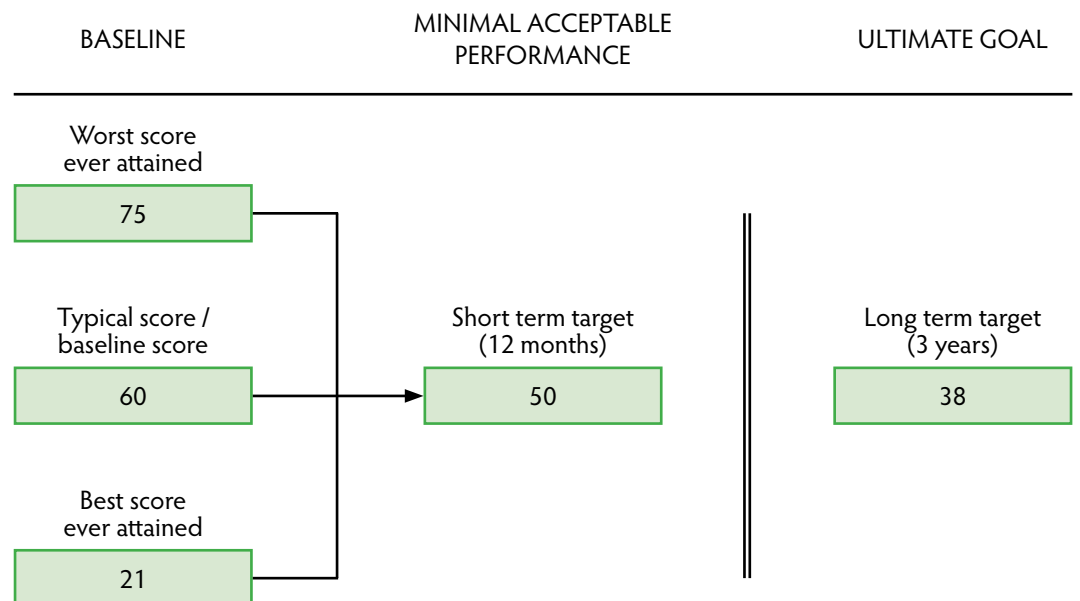 BASELINE
MINIMAL ACCEPTABLE
PERFORMANCE
ULTIMATE GOAL
Worst score
ever attained
75
Typical score /
baseline score
60
Short term target
(12 months)
50
Long term target
(3 years)
38
Best score
ever attained
21